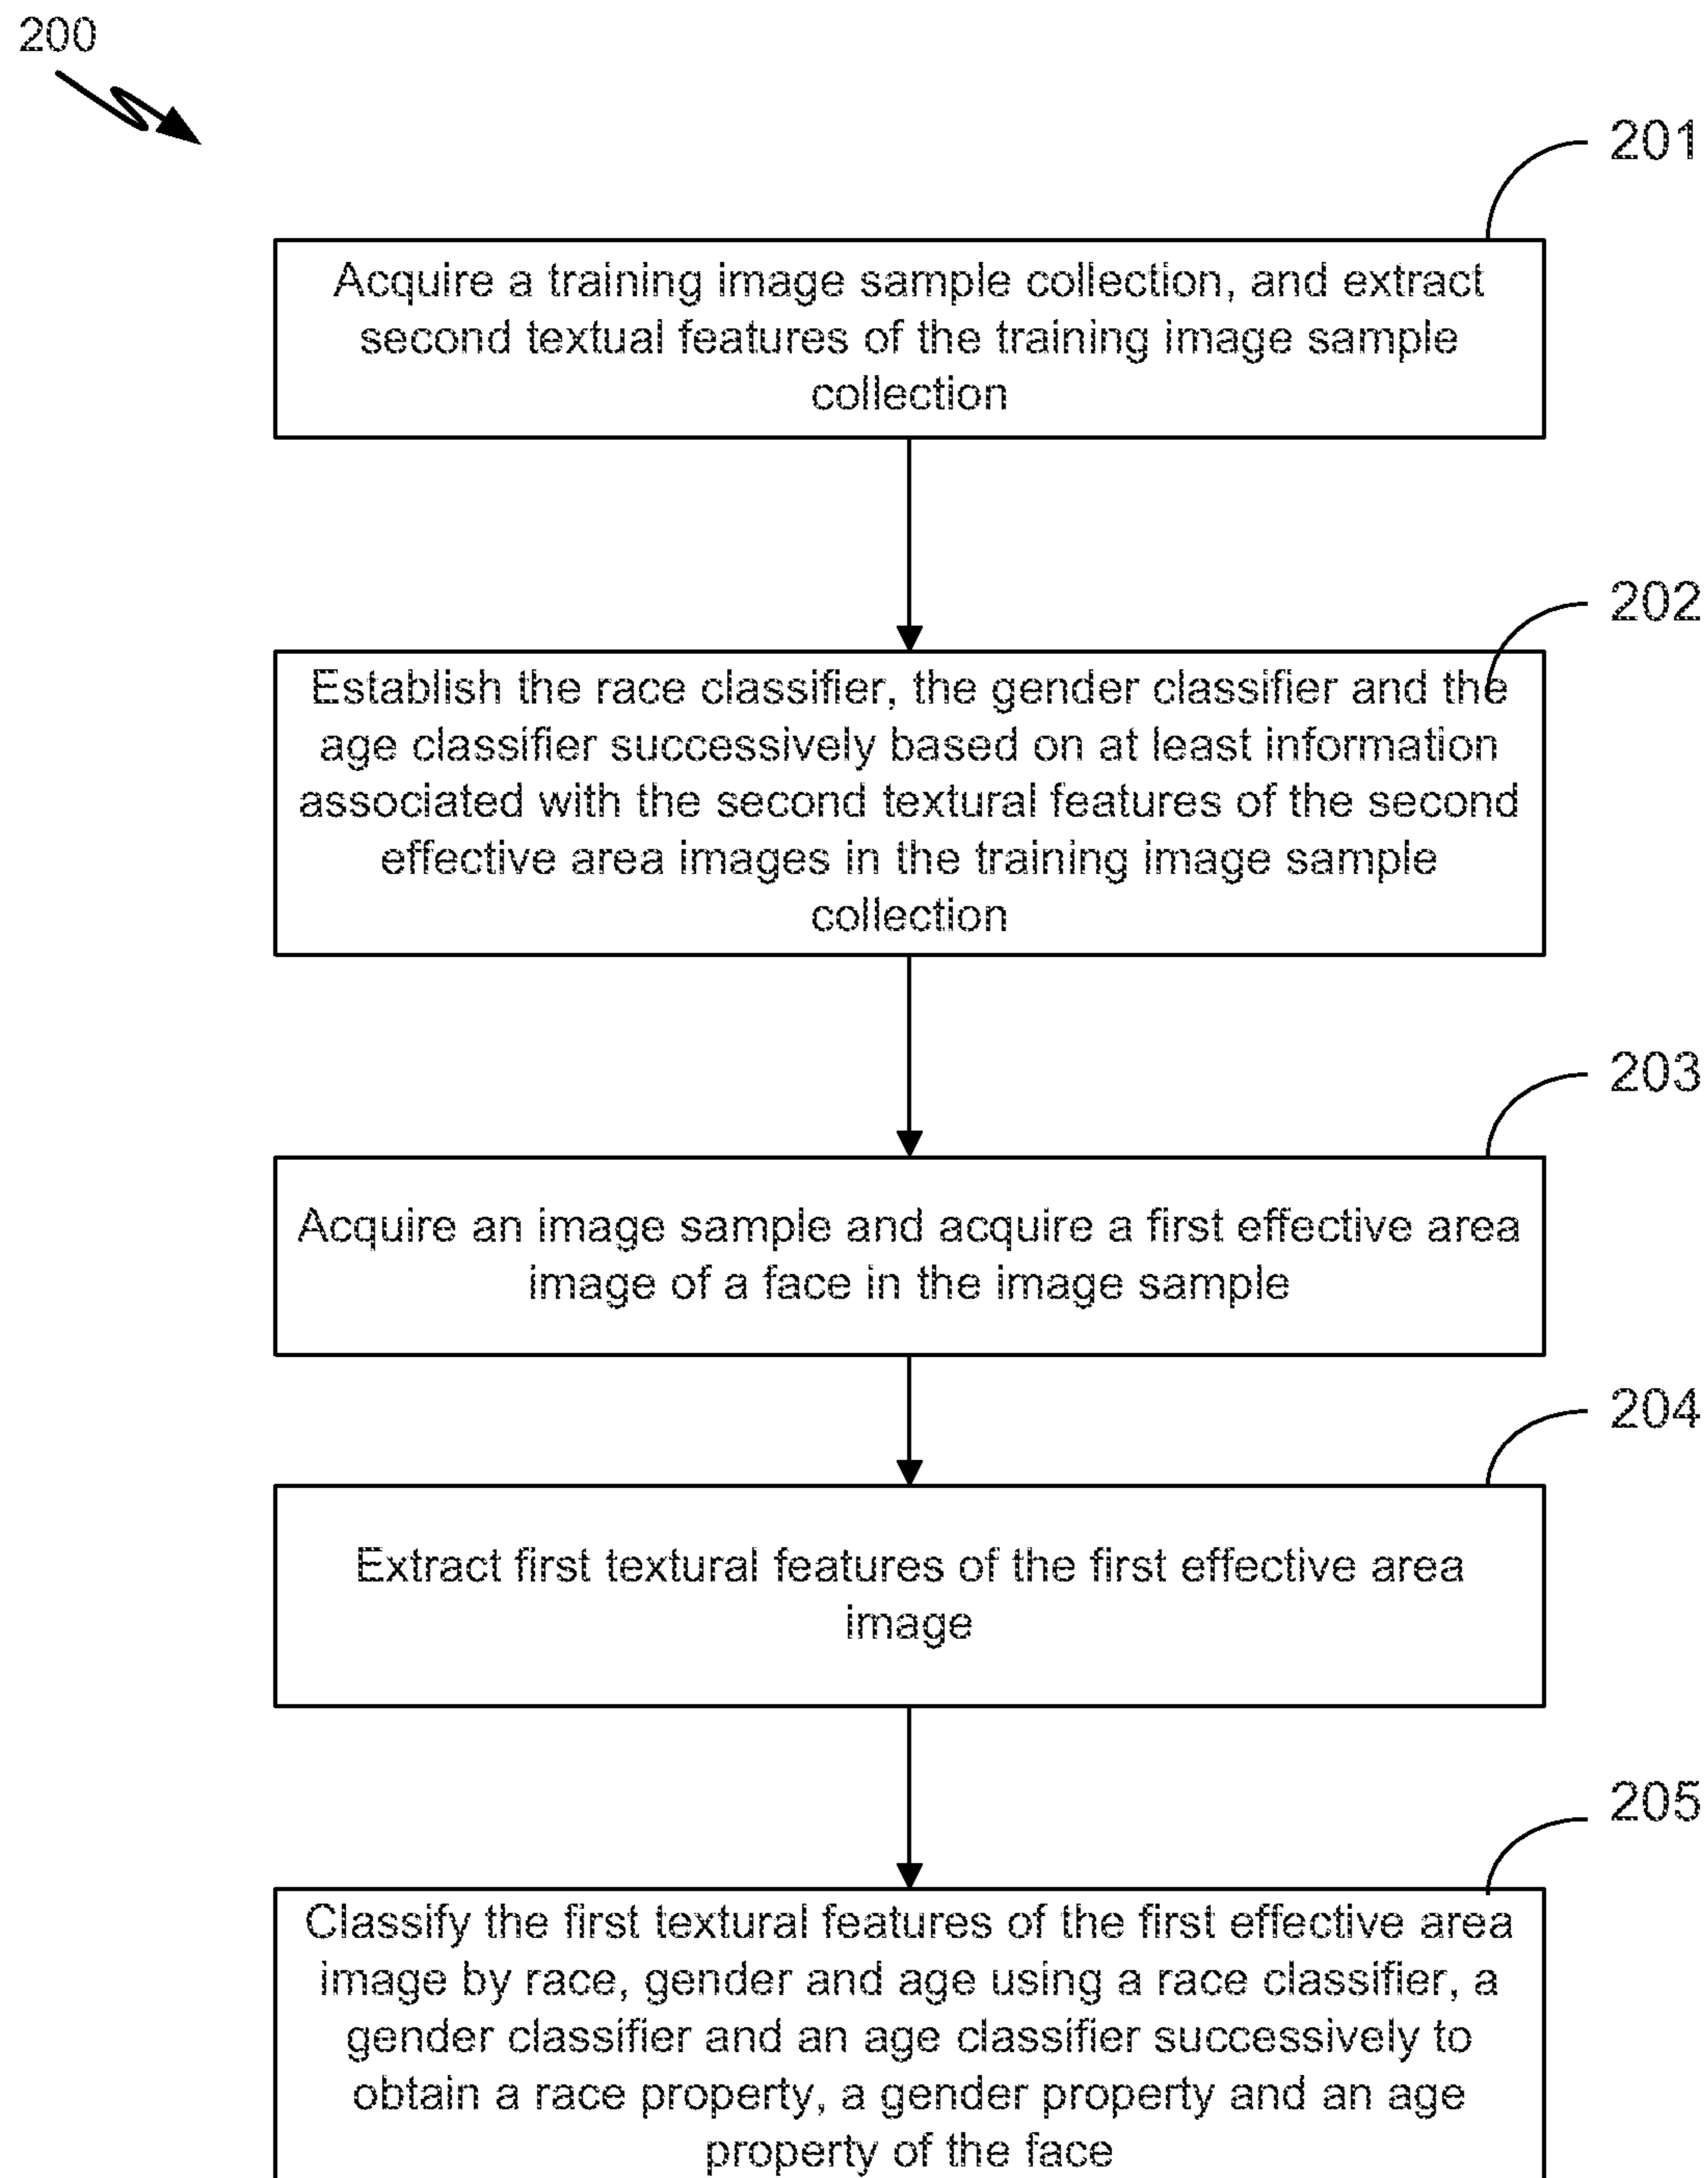 200
201
Acquire a training image sample collection, and extract
second textual features of the training image sample
collection
202
Establish the race classifier, the gender classifier and the
age classifier successively based on at least information
associated with the second textural features of the second
effective area images in the training image sample
collection
203
Acquire an image sample and acquire a first effective area
image of a face in the image sample
204
Extract first textural features of the first effective area
image
205
Classify the first textural features of the first effective area
image by race, gender and age using a race classifier, a
gender classifier and an age classifier successively to
obtain a race property, a gender property and an age
property of the face